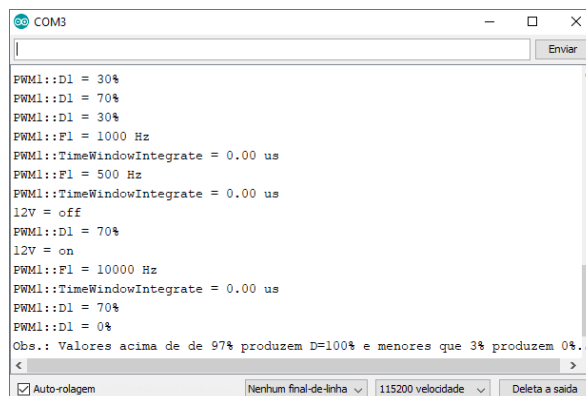 COM3
Enviar
PWM1::D1 = 30%
PWM1::D1 = 70%
PWM1::D1 = 30%
PWM1::F1 = 1000 Hz
PWM1::TimeWindowIntegrate = 0.00 us
PWM1::F1 = 500 Hz
PWM1::TimeWindowIntegrate = 0.00 us
12V = off
PWM1::D1 = 70%
12V = on
PWM1::F1 = 10000 Hz
PWM1::TimeWindowIntegrate = 0.00 us
PWM1::D1 = 70%
PWM1::D1 = 0%
Obs.: Valores acima de de 97% produzem D=100% e menores que 3% produzem 0%.
Auto-rolagem Nenhum final-de-linha 115200 velocidade Deleta a saida